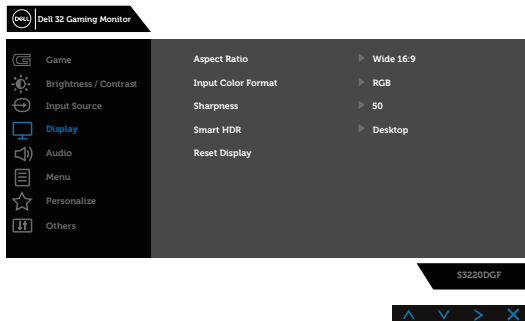 DELL Dell 32 Gaming Monitor
Game
Brightness / Contrast
Input Source
Display
Audio
Menu
Personalize
Others
Aspect Ratio Wide 16:9
Input Color Format RGB
Sharpness 50
Smart HDR Desktop
Reset Display
S3220DGF